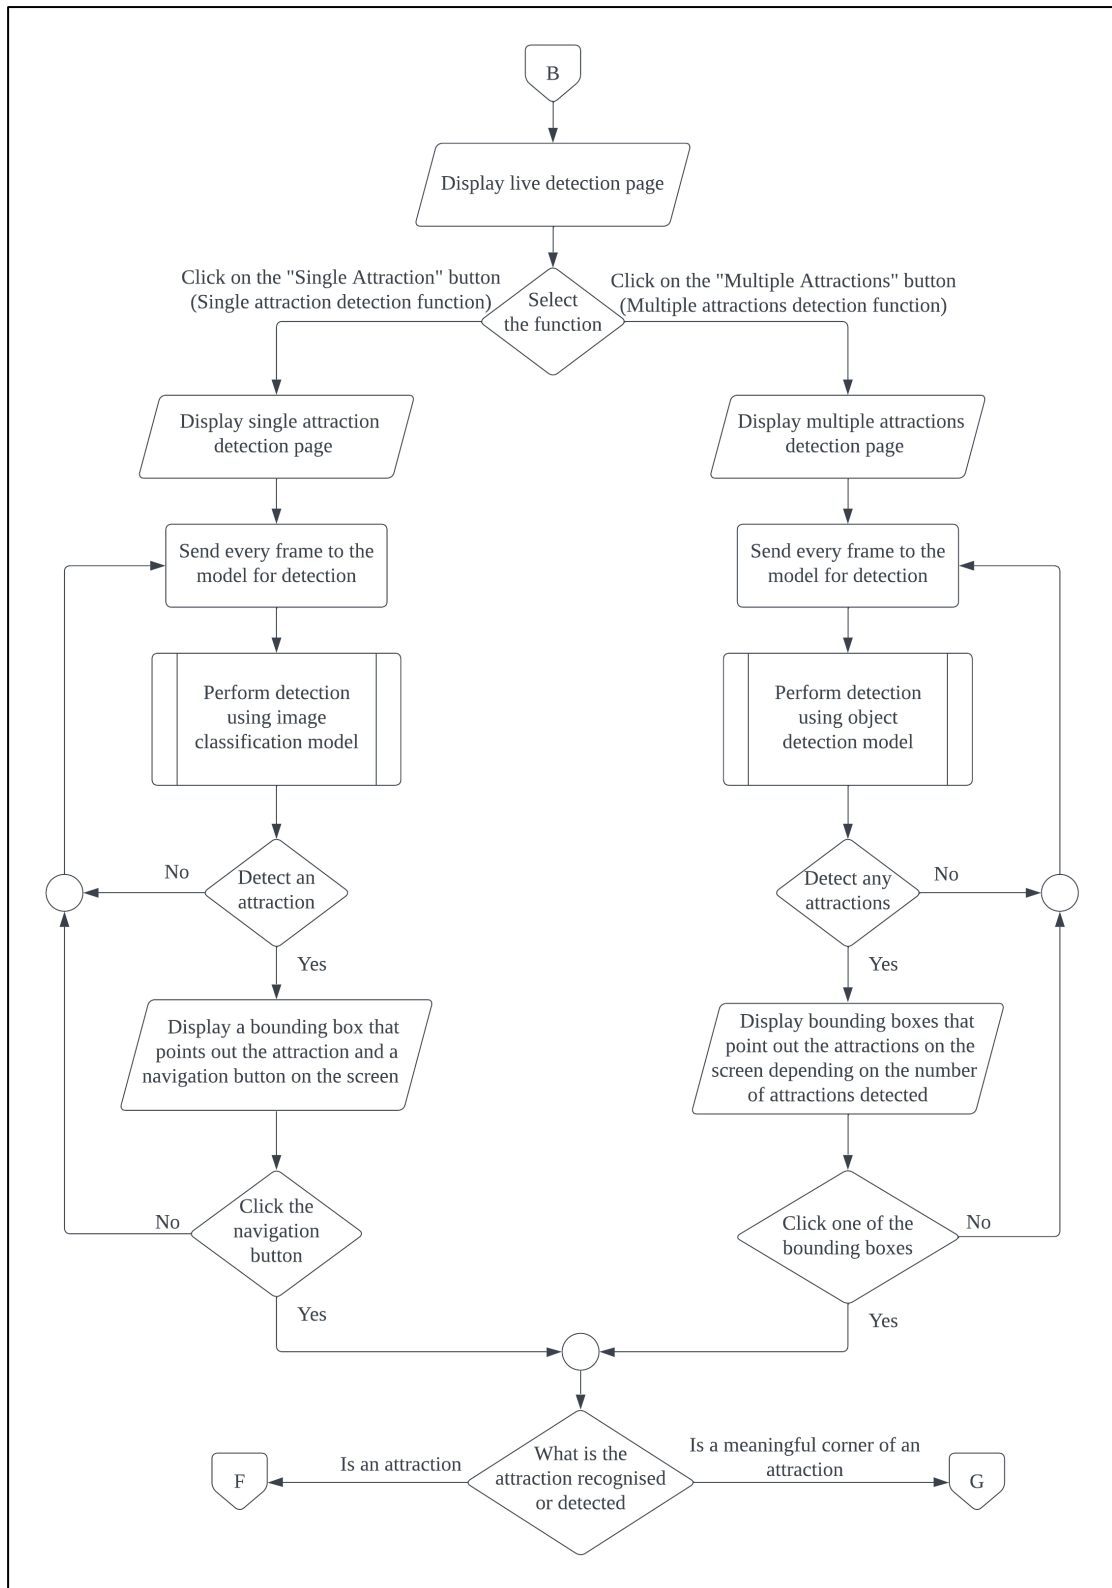 B
Display live detection page
Click on the "Single Attraction" button
(Single attraction detection function)
Select
the function
Click on the "Multiple Attractions" button
(Multiple attractions detection function)
Display single attraction
detection page
Display multiple attractions
detection page
Send every frame to the
model for detection
Send every frame to the
model for detection
Perform detection
using image
classification model
Perform detection
using object
detection model
No
Detect an
attraction
Detect any
attractions
No
Yes
Yes
Display a bounding box that
points out the attraction and a
navigation button on the screen
Display bounding boxes that
point out the attractions on the
screen depending on the number
of attractions detected
No
Click the
navigation
button
Click one of the
bounding boxes
No
Yes
Yes
F
Is an attraction
What is the
attraction recognised
or detected
Is a meaningful corner of an
attraction
G